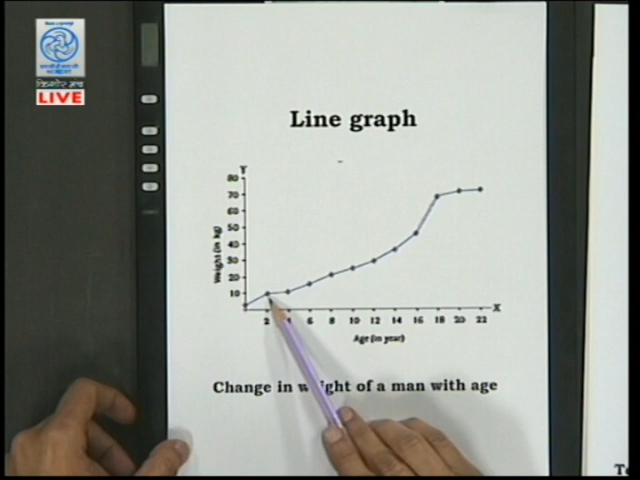 किशोर मंच
LIVE
Line graph
Y
80
70
60
50
40
30
20
10
Weight (in kg)
X
2 4 6 8 10 12 14 16 18 20 22
Age (in year)
Change in weight of a man with age